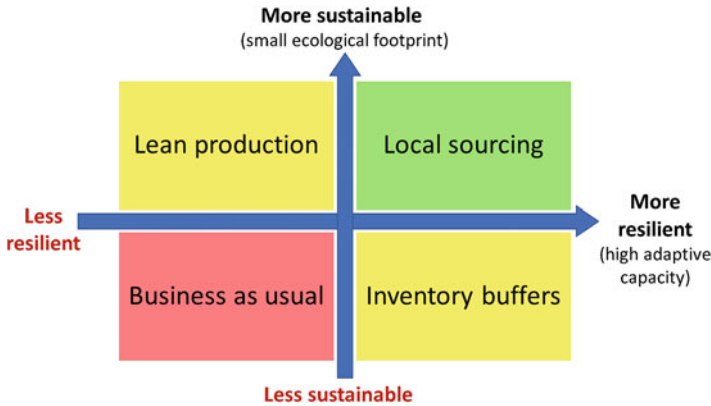 More sustainable
(small ecological footprint)
Lean production
Local sourcing
Less
resilient
More
resilient
(high adaptive
capacity)
Business as usual
Inventory buffers
Less sustainable